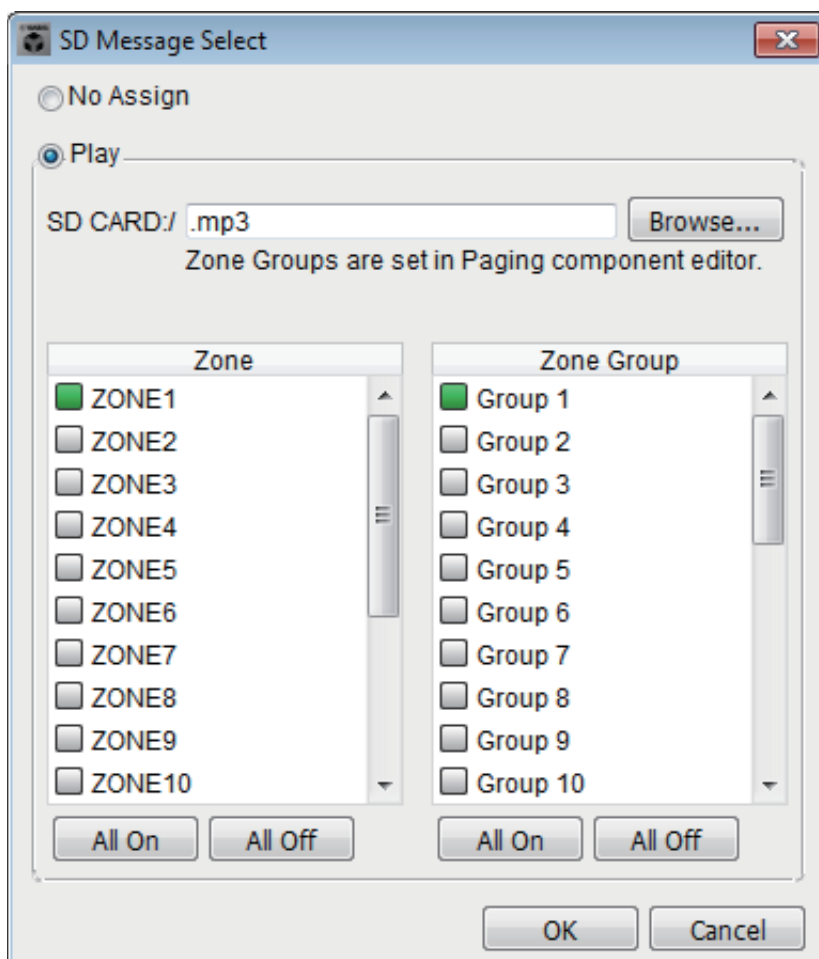 SD Message Select
No Assign
Play
SD CARD:/ .mp3 Browse...
Zone Groups are set in Paging component editor.
Zone Zone Group
ZONE1 Group 1
ZONE2 Group 2
ZONE3 Group 3
ZONE4 Group 4
ZONE5 Group 5
ZONE6 Group 6
ZONE7 Group 7
ZONE8 Group 8
ZONE9 Group 9
ZONE10 Group 10
All On All Off All On All Off
OK Cancel